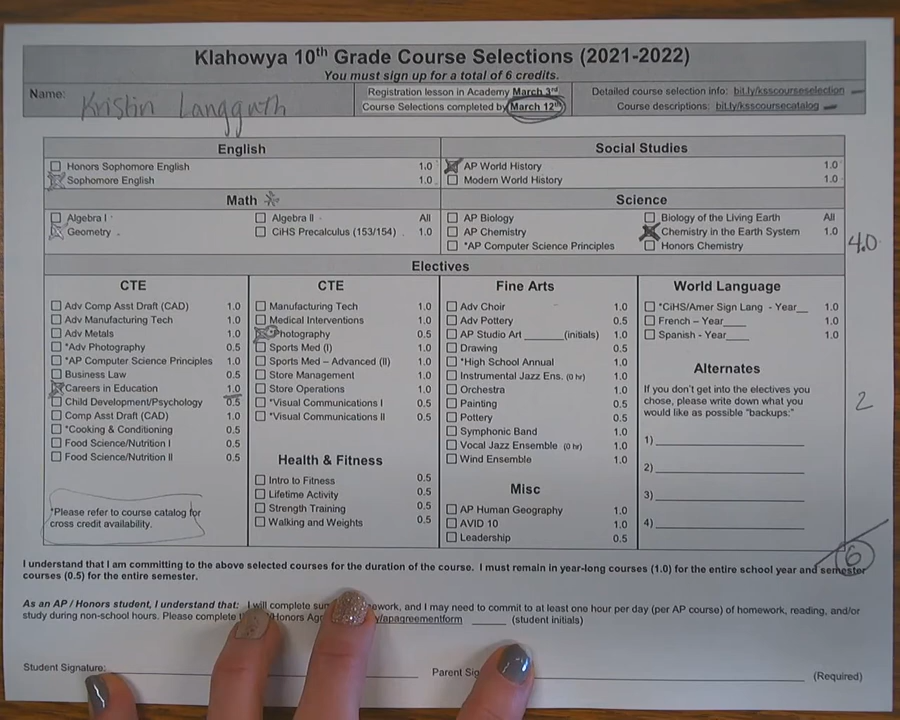 Klahowya 10th Grade Course Selections (2021-2022)
You must sign up for a total of 6 credits.
Name: Kristin Langguth
Registration lesson in Academy March 3rd
Course Selections completed by March 12th
Detailed course selection info: bit.ly/ksscourseselection
Course descriptions: bit.ly/ksscoursecatalog
English
Honors Sophomore English 1.0
Sophomore English 1.0
Social Studies
AP World History 1.0
Modern World History 1.0
Math
Algebra I Algebra II All
Geometry CiHS Precalculus (153/154) 1.0
Science
AP Biology Biology of the Living Earth All
AP Chemistry Chemistry in the Earth System 1.0
*AP Computer Science Principles Honors Chemistry
4.0
Electives
CTE
Adv Comp Asst Draft (CAD) 1.0
Adv Manufacturing Tech 1.0
Adv Metals 1.0
*Adv Photography 0.5
*AP Computer Science Principles 1.0
Business Law 0.5
Careers in Education 1.0
Child Development/Psychology 0.5
Comp Asst Draft (CAD) 1.0
*Cooking & Conditioning 0.5
Food Science/Nutrition I 0.5
Food Science/Nutrition II 0.5
*Please refer to course catalog for
cross credit availability.
CTE
Manufacturing Tech 1.0
Medical Interventions 1.0
Photography 0.5
Sports Med (I) 1.0
Sports Med – Advanced (II) 1.0
Store Management 1.0
Store Operations 1.0
*Visual Communications I 0.5
*Visual Communications II 0.5
Health & Fitness
Intro to Fitness 0.5
Lifetime Activity 0.5
Strength Training 0.5
Walking and Weights 0.5
Fine Arts
Adv Choir 1.0
Adv Pottery 0.5
AP Studio Art ______(initials) 1.0
Drawing 0.5
*High School Annual 1.0
Instrumental Jazz Ens. (0 hr) 1.0
Orchestra 1.0
Painting 0.5
Pottery 0.5
Symphonic Band 1.0
Vocal Jazz Ensemble (0 hr) 1.0
Wind Ensemble 1.0
Misc
AP Human Geography 1.0
AVID 10 1.0
Leadership 0.5
World Language
*CiHS/Amer Sign Lang - Year__ 1.0
French – Year____ 1.0
Spanish - Year____ 1.0
Alternates
If you don't get into the electives you
chose, please write down what you
would like as possible "backups:"
1)
2)
3)
4)
2
6
I understand that I am committing to the above selected courses for the duration of the course. I must remain in year-long courses (1.0) for the entire school year and semester
courses (0.5) for the entire semester.
As an AP / Honors student, I understand that: I will complete ework, and I may need to commit to at least one hour per day (per AP course) of homework, reading, and/or
study during non-school hours. Please complete /Honors y/apagreementform _____ (student initials)
Student Signature: Parent (Required)